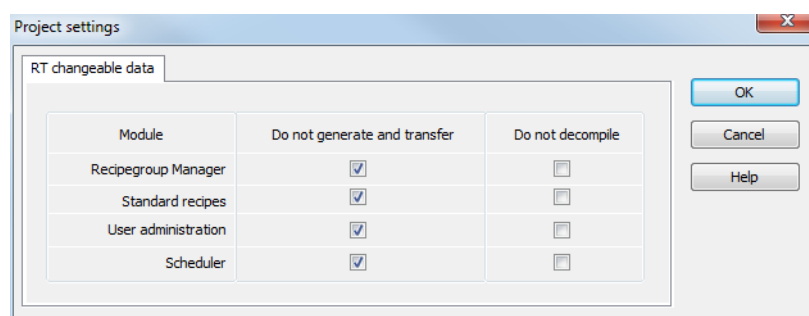 Project settings
RT changeable data
OK
Module Do not generate and transfer Do not decompile
Cancel
Recipegroup Manager
Help
Standard recipes
User administration
Scheduler